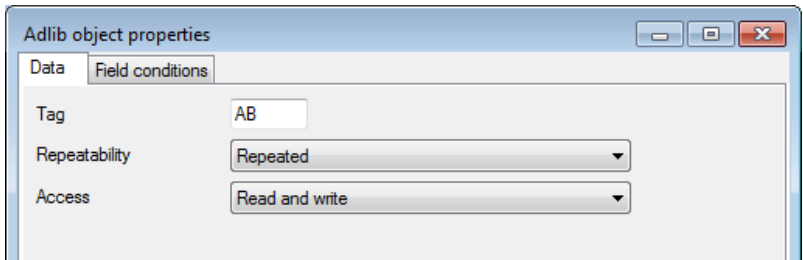 Adlib object properties
Data Field conditions
Tag AB
Repeatability Repeated
Access Read and write